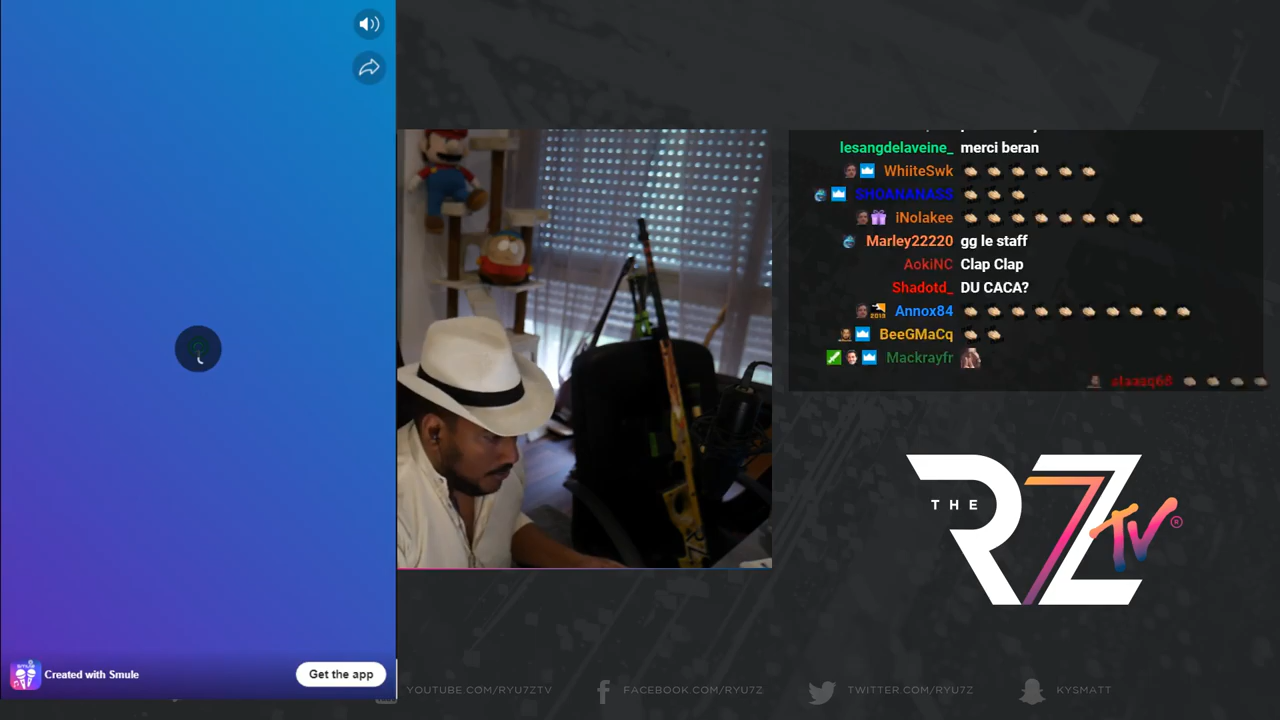 lesangdelaveine_ merci beran
WhiiteSwk
SHOANANASS
iNolakee
Marley22220 gg le staff
AokiNC Clap Clap
Shadotd_ DU CACA?
2019 Annox84
BeeGMaCq
Mackrayfr
THE
RZ TV ®
Created with Smule
Get the app
YOUTUBE.COM/RYU7ZTV
FACEBOOK.COM/RYU7Z
TWITTER.COM/RYU7Z
KYSMATT